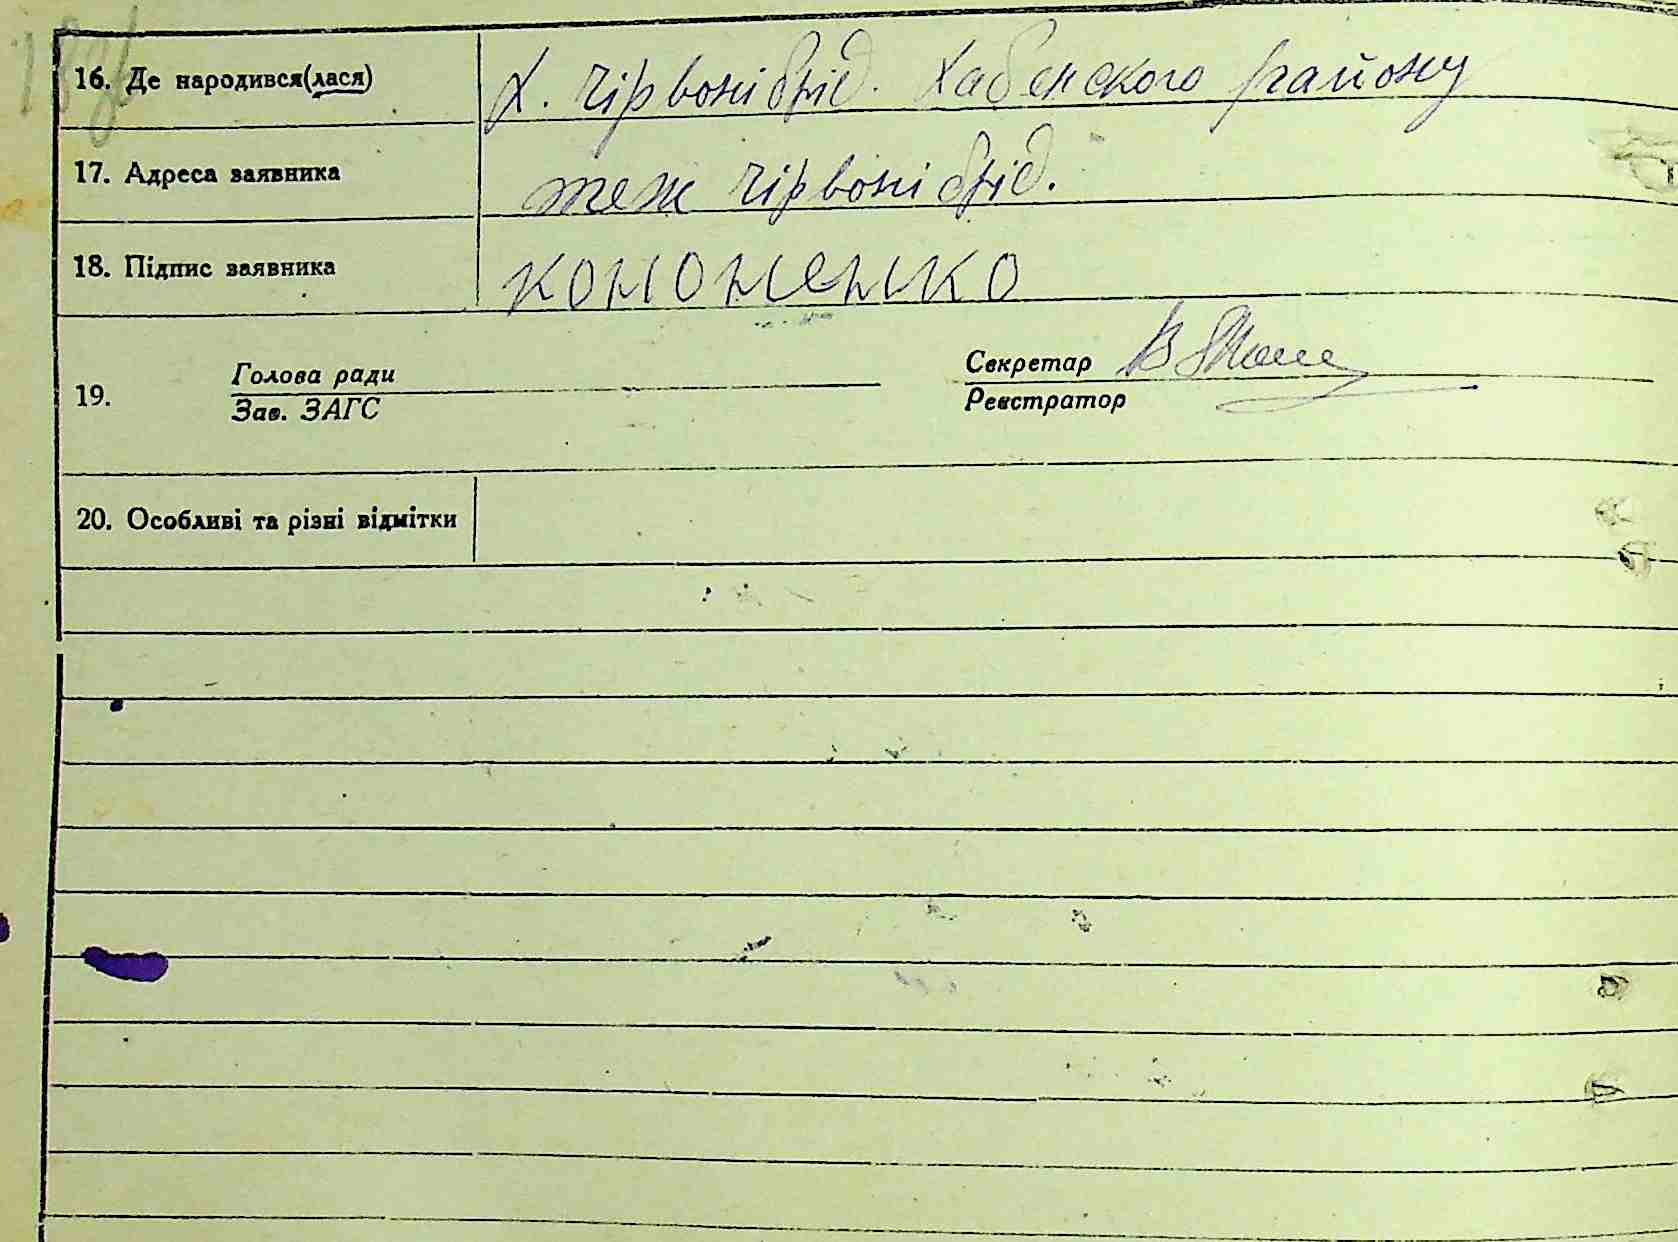 16. Де народився(лася) х. чірвоні брід. Хабенского району
17. Адреса заявника теж чірвоні брід.
18. Підпис заявника кононенко
Голова ради Секретар
19.
Зав. ЗАГС Реєстратор
20. Особливі та різні відмітки